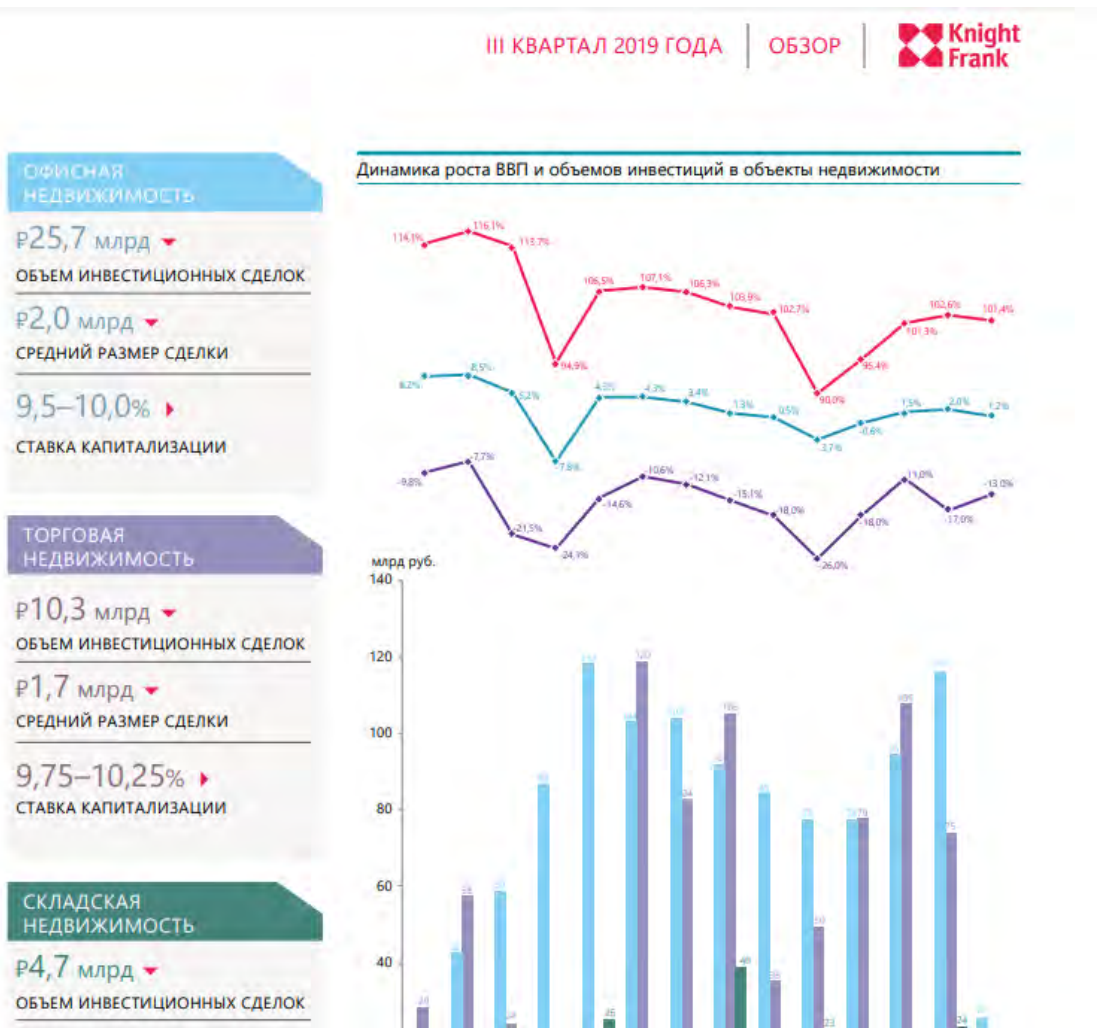 III КВАРТАЛ 2019 ГОДА
ОБЗОР
Knight
Frank
ОФИСНАЯ
НЕДВИЖИМОСТЬ
₽25,7 млрд
ОБЪЕМ ИНВЕСТИЦИОННЫХ СДЕЛОК
₽2,0 млрд
СРЕДНИЙ РАЗМЕР СДЕЛКИ
9,5–10,0%
СТАВКА КАПИТАЛИЗАЦИИ
ТОРГОВАЯ
НЕДВИЖИМОСТЬ
₽10,3 млрд
ОБЪЕМ ИНВЕСТИЦИОННЫХ СДЕЛОК
₽1,7 млрд
СРЕДНИЙ РАЗМЕР СДЕЛКИ
9,75–10,25%
СТАВКА КАПИТАЛИЗАЦИИ
СКЛАДСКАЯ
НЕДВИЖИМОСТЬ
₽4,7 млрд
ОБЪЕМ ИНВЕСТИЦИОННЫХ СДЕЛОК
Динамика роста ВВП и объемов инвестиций в объекты недвижимости
114,1% 116,1% 113,7% 94,9% 106,5% 107,1% 106,3% 103,9% 102,7% 90,0% 95,4% 101,3% 102,6% 101,4%
8,2% 8,5% 5,2% -7,8% 4,5% 4,3% 3,4% 1,3% 0,5% -3,7% -0,6% 1,5% 2,0% 1,2%
-9,8% -7,7% -21,5% -24,1% -14,6% -10,6% -12,1% -15,1% -18,0% -26,0% -18,0% -11,0% -17,0% -13,0%
млрд руб.
140
120
100
80
60
40
120
106
75
40
26
23
24